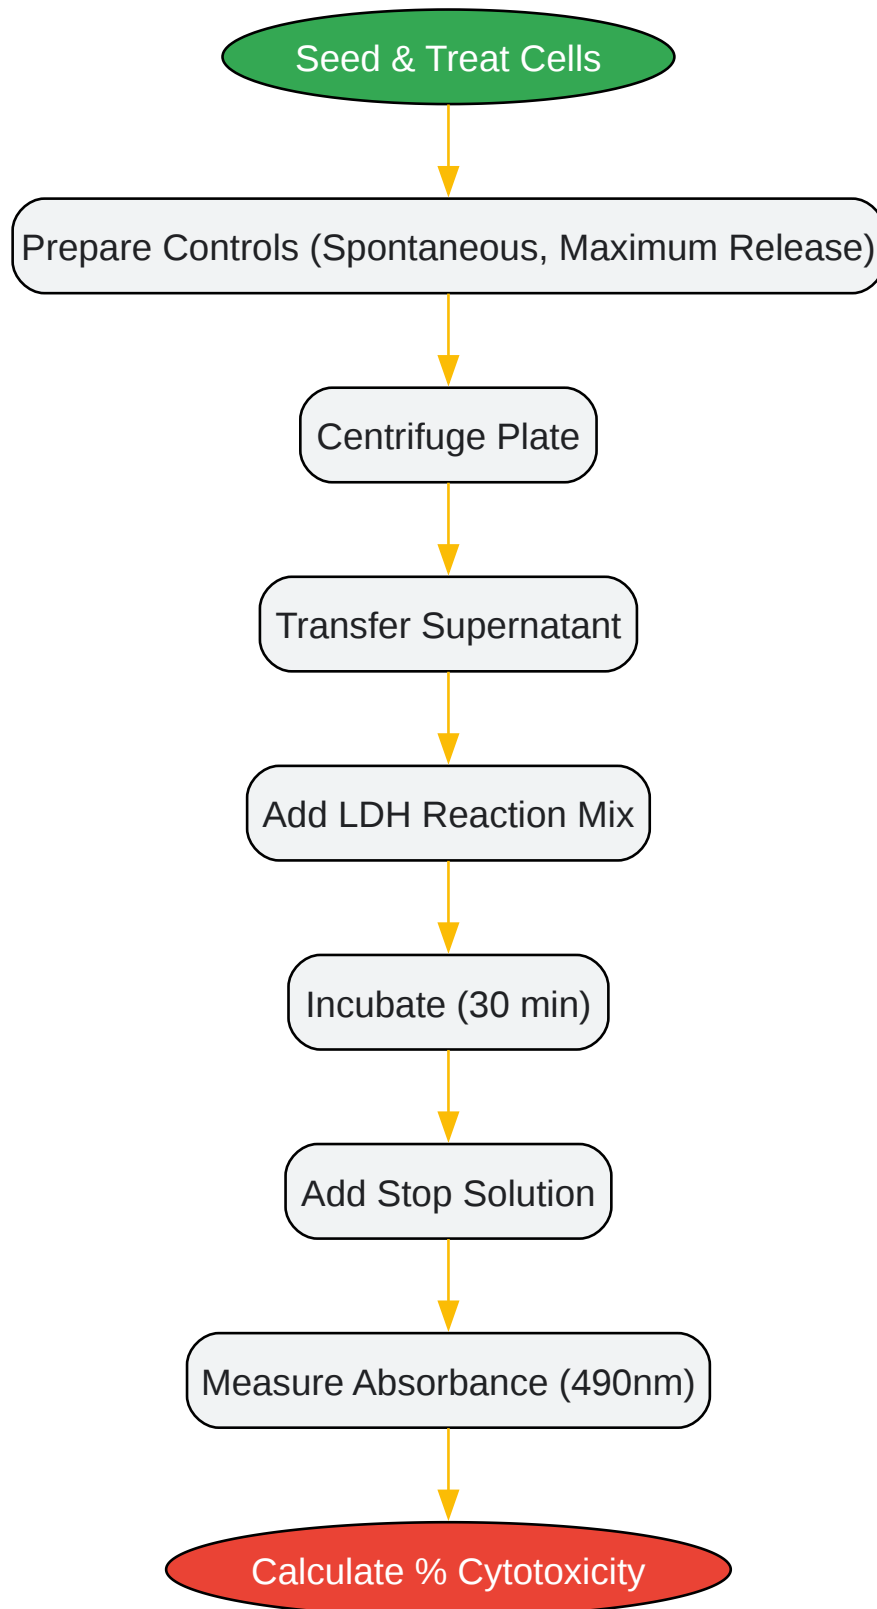 Seed & Treat Cells
Prepare Controls (Spontaneous, Maximum Release)
Centrifuge Plate
Transfer Supernatant
Add LDH Reaction Mix
Incubate (30 min)
Add Stop Solution
Measure Absorbance (490nm)
Calculate % Cytotoxicity